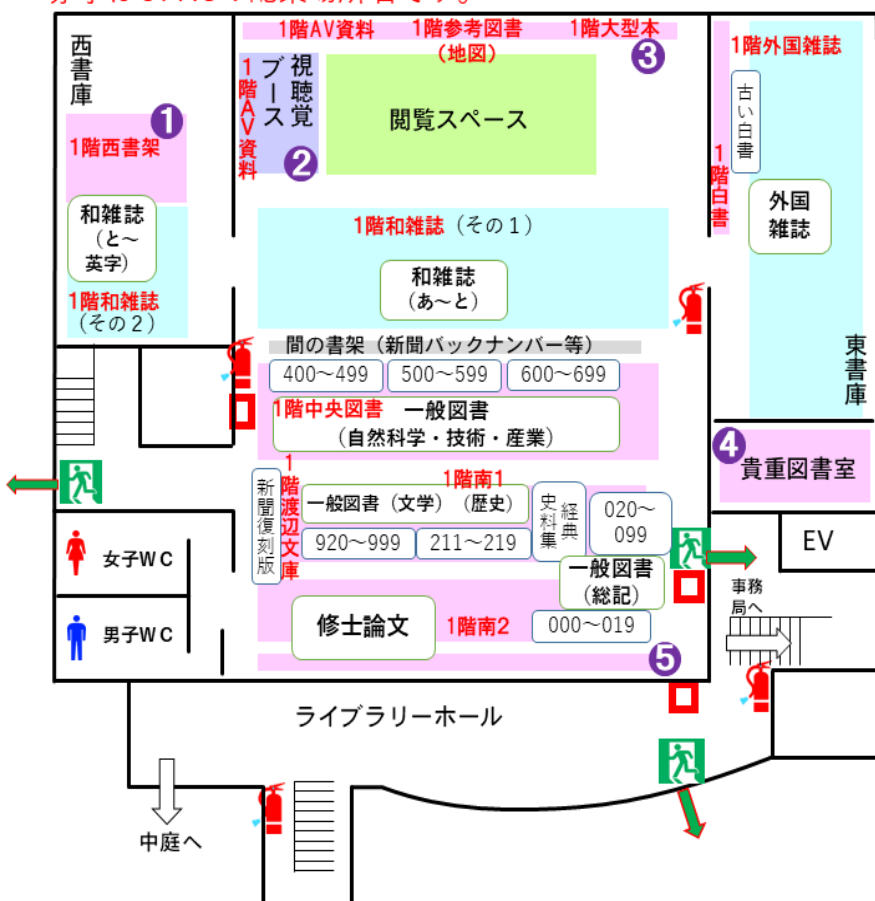 西書庫
1階AV資料
1階参考図書
(地図)
1階大型本
❸
1階外国雑誌
視聴覚
ブース
1階AV資料
❷
閲覧スペース
古い白書
1階白書
❶
1階西書架
和雑誌
(と～
英字)
1階和雑誌
(その2)
1階和雑誌(その1)
和雑誌
(あ～と)
外国
雑誌
東書庫
間の書架(新聞バックナンバー等)
400～499
500～599
600～699
1階中央図書
一般図書
(自然科学・技術・産業)
❹
貴重図書室
新聞復刻版
1階渡辺文庫
1階南1
一般図書(文学)(歴史)
920～999
211～219
経典
史料集
020～
099
一般図書
(総記)
EV
事務
局へ
女子WC
男子WC
修士論文
1階南2
000～019
❺
ライブラリーホール
中庭へ